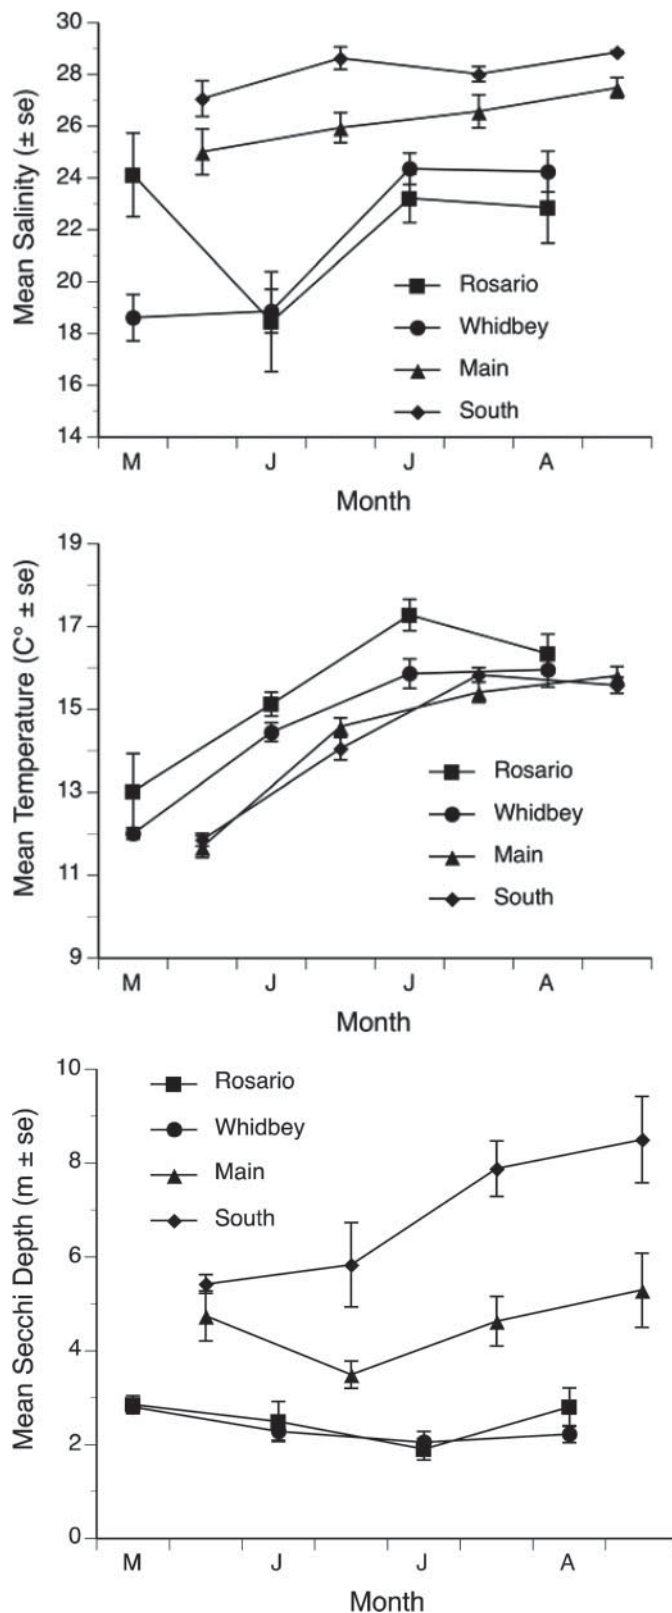 Mean Salinity (± se)
30
28
26
24
22
20
18
16
14
Rosario
Whidbey
Main
South
M J J A
Month
Mean Temperature (C° ± se)
19
17
15
13
11
9
Rosario
Whidbey
Main
South
M J J A
Month
Mean Secchi Depth (m ± se)
10
8
6
4
2
0
Rosario
Whidbey
Main
South
M J J A
Month